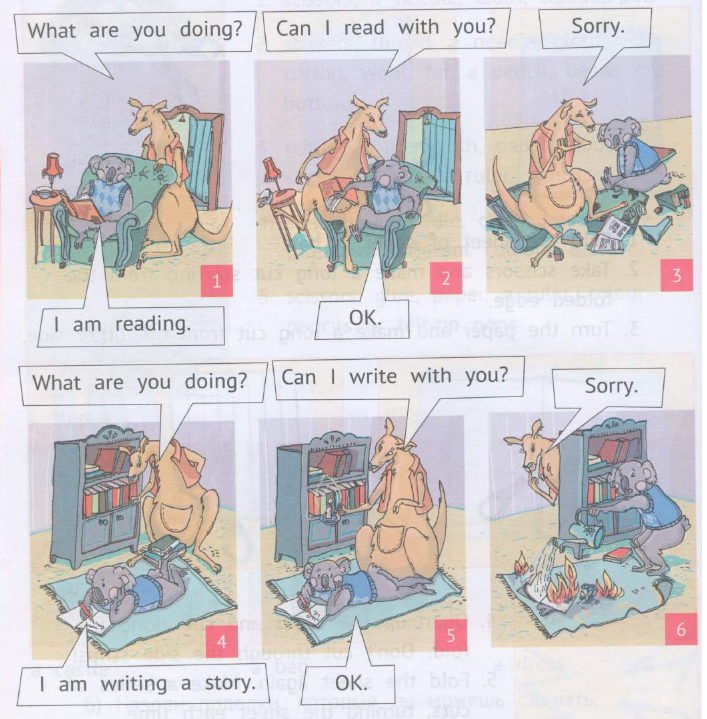 What are you doing?
Can I read with you?
Sorry.
1
2
3
I am reading.
OK.
What are you doing?
Can I write with you?
Sorry.
4
5
6
I am writing a story.
OK.